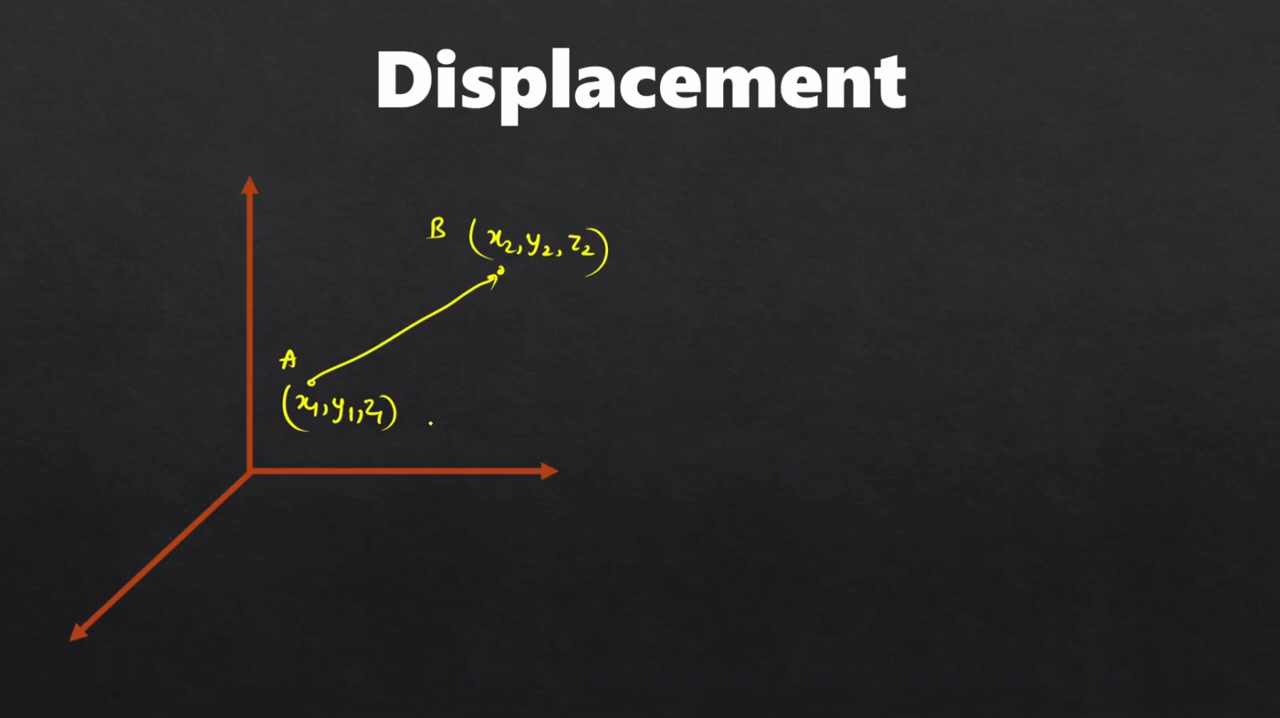 Displacement
B (x2, y2, z2)
A
(x1, y1, z1)